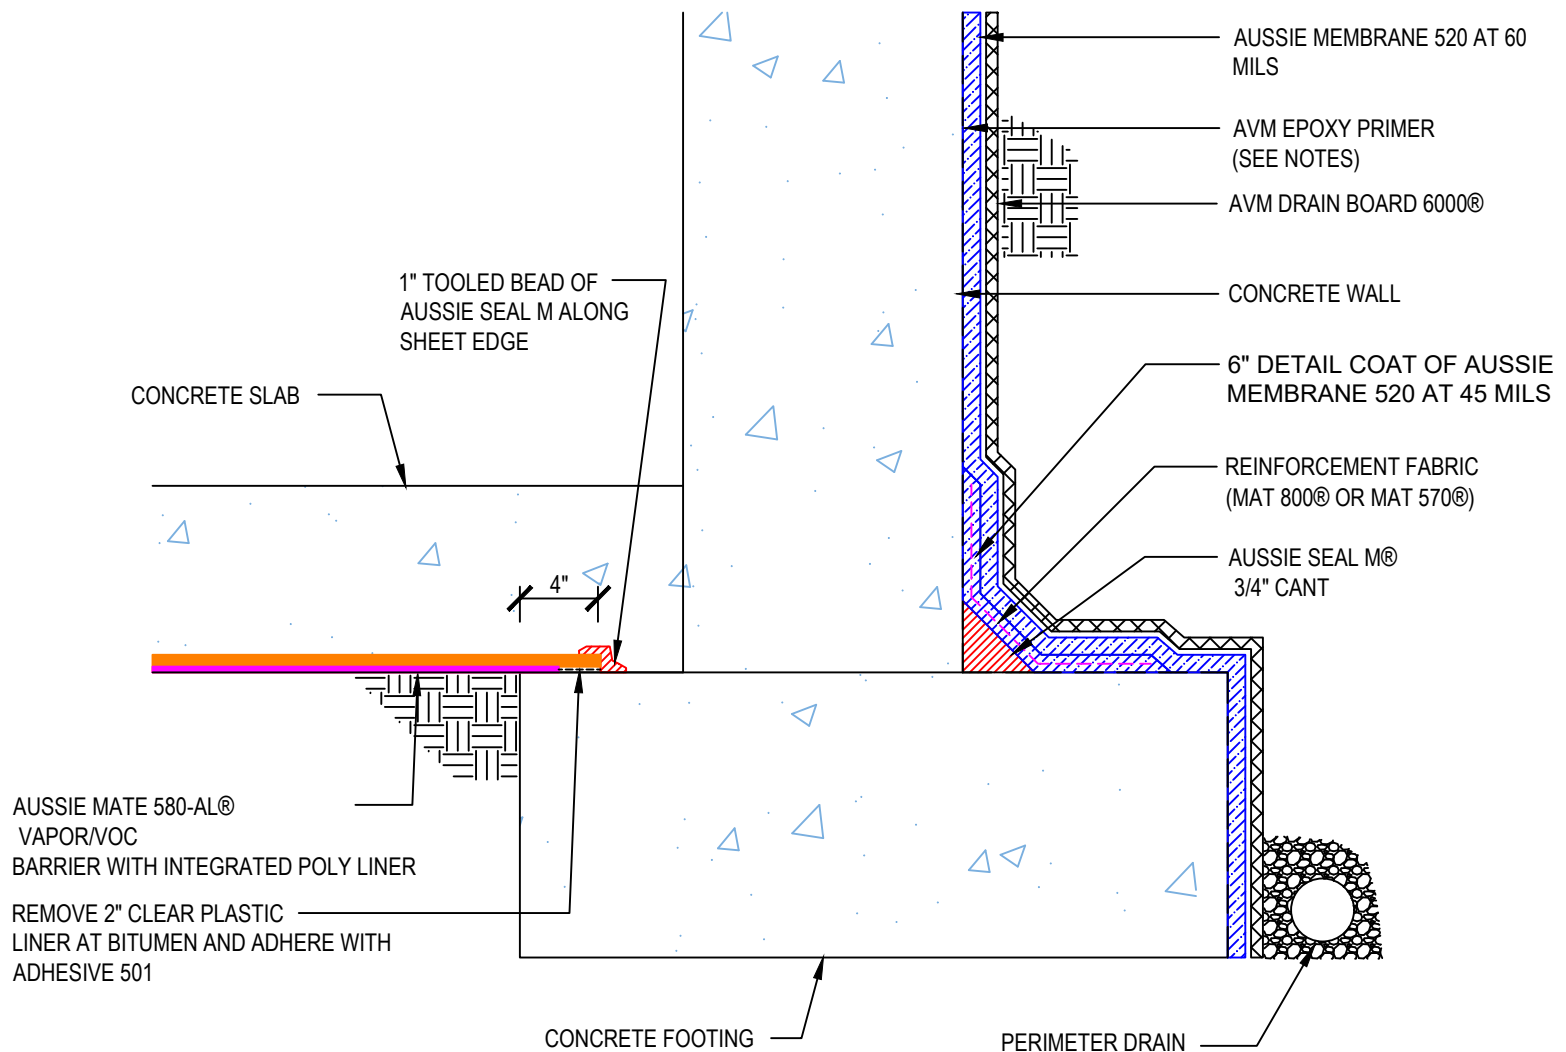 AUSSIE MEMBRANE 520 AT 60
MILS
AVM EPOXY PRIMER
(SEE NOTES)
AVM DRAIN BOARD 6000®
1" TOOLED BEAD OF
AUSSIE SEAL M ALONG
SHEET EDGE
CONCRETE WALL
6" DETAIL COAT OF AUSSIE
MEMBRANE 520 AT 45 MILS
CONCRETE SLAB
REINFORCEMENT FABRIC
(MAT 800® OR MAT 570®)
AUSSIE SEAL M®
3/4" CANT
4"
AUSSIE MATE 580-AL®
VAPOR/VOC
BARRIER WITH INTEGRATED POLY LINER
REMOVE 2" CLEAR PLASTIC
LINER AT BITUMEN AND ADHERE WITH
ADHESIVE 501
CONCRETE FOOTING
PERIMETER DRAIN